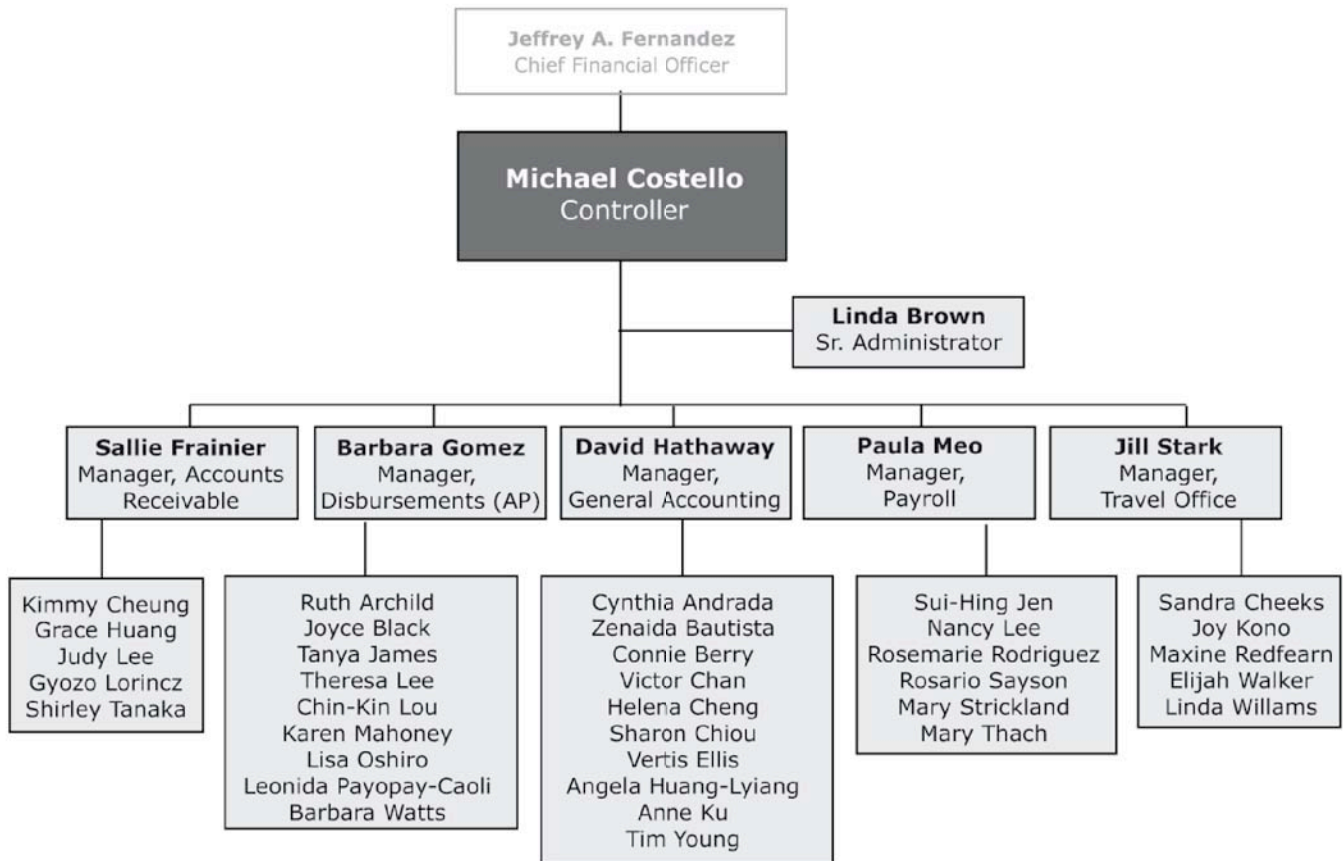 Jeffrey A. Fernandez
Chief Financial Officer
Michael Costello
Controller
Linda Brown
Sr. Administrator
Sallie Frainier
Manager, Accounts
Receivable
Barbara Gomez
Manager,
Disbursements (AP)
David Hathaway
Manager,
General Accounting
Paula Meo
Manager,
Payroll
Jill Stark
Manager,
Travel Office
Kimmy Cheung
Grace Huang
Judy Lee
Gyozo Lorincz
Shirley Tanaka
Ruth Archild
Joyce Black
Tanya James
Theresa Lee
Chin-Kin Lou
Karen Mahoney
Lisa Oshiro
Leonida Payopay-Caoli
Barbara Watts
Cynthia Andrada
Zenaida Bautista
Connie Berry
Victor Chan
Helena Cheng
Sharon Chiou
Vertis Ellis
Angela Huang-Lyiang
Anne Ku
Tim Young
Sui-Hing Jen
Nancy Lee
Rosemarie Rodriguez
Rosario Sayson
Mary Strickland
Mary Thach
Sandra Cheeks
Joy Kono
Maxine Redfearn
Elijah Walker
Linda Willams